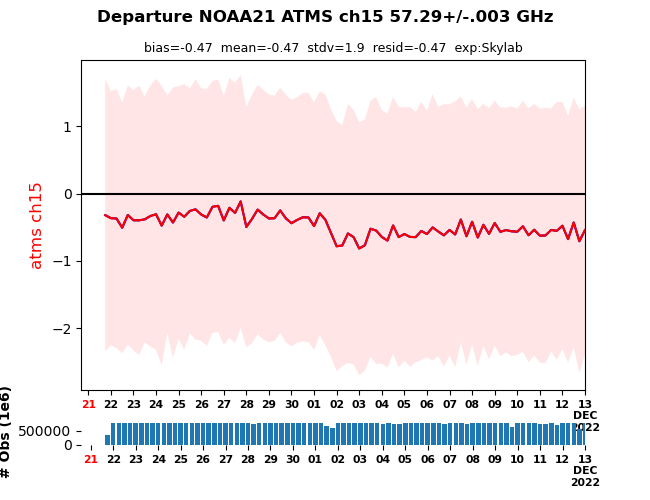 Departure NOAA21 ATMS ch15 57.29+/-.003 GHz
bias=-0.47 mean=-0.47 stdv=1.9 resid=-0.47 exp:Skylab
atms ch15
1
0
−1
−2
21 22 23 24 25 26 27 28 29 30 01 02 03 04 05 06 07 08 09 10 11 12 13
DEC
2022
# Obs (1e6)
500000
0
21 22 23 24 25 26 27 28 29 30 01 02 03 04 05 06 07 08 09 10 11 12 13
DEC
2022